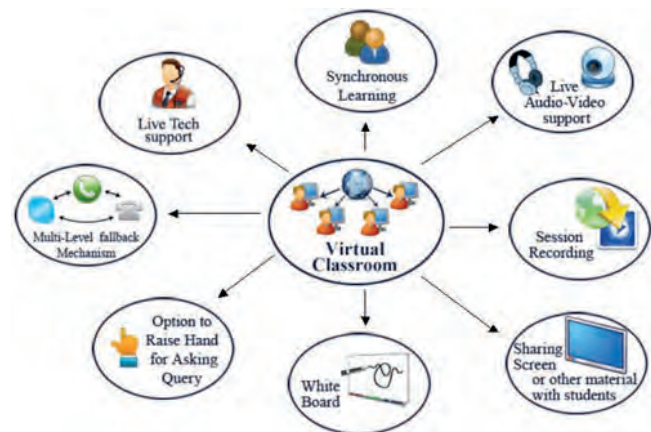 Synchronous
Learning
Live
Audio-Video
support
Live Tech
support
Multi-Level fallback
Mechanism
Virtual
Classroom
Session
Recording
Option to
Raise Hand
for Asking
Query
White
Board
Sharing
Screen
or other material
with students